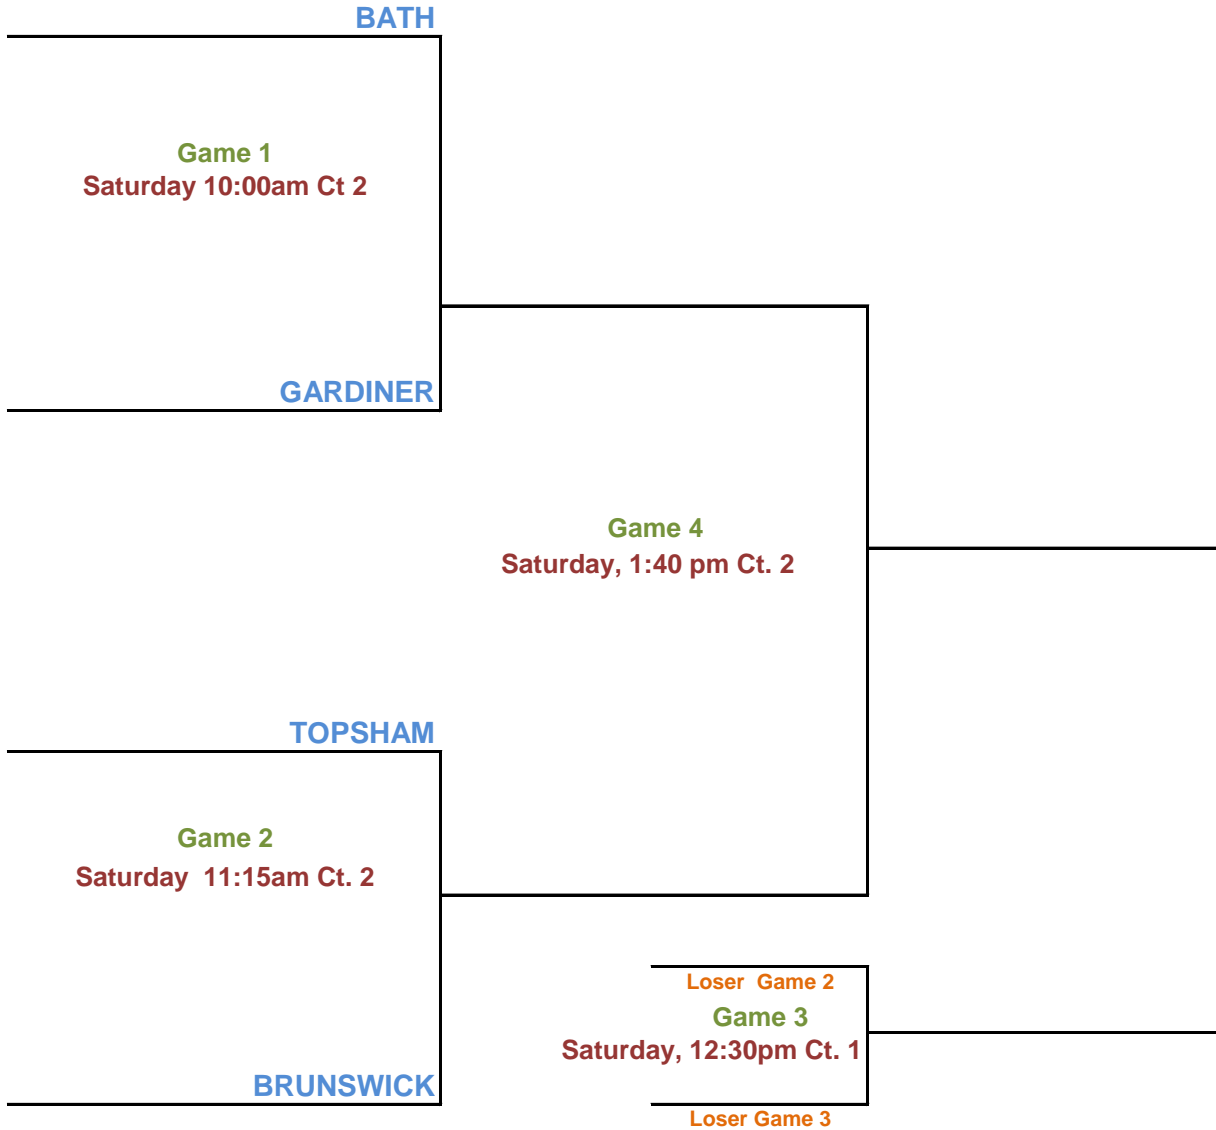 BATH
Game 1
Saturday 10:00am Ct 2
GARDINER
Game 4
Saturday, 1:40 pm Ct. 2
TOPSHAM
Game 2
Saturday  11:15am Ct. 2
Loser  Game 2
Game 3
Saturday, 12:30pm Ct. 1
BRUNSWICK
Loser Game 3